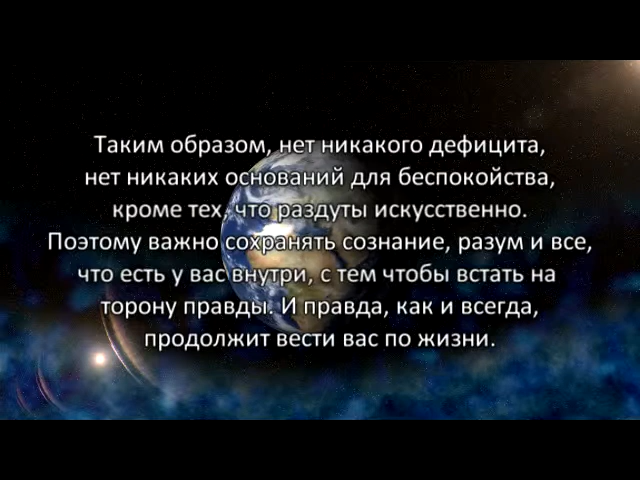 Таким образом, нет никакого дефицита,
нет никаких оснований для беспокойства,
кроме тех, что раздуты искусственно.
Поэтому важно сохранять сознание, разум и все,
что есть у вас внутри, с тем чтобы встать на
торону правды. И правда, как и всегда,
продолжит вести вас по жизни.